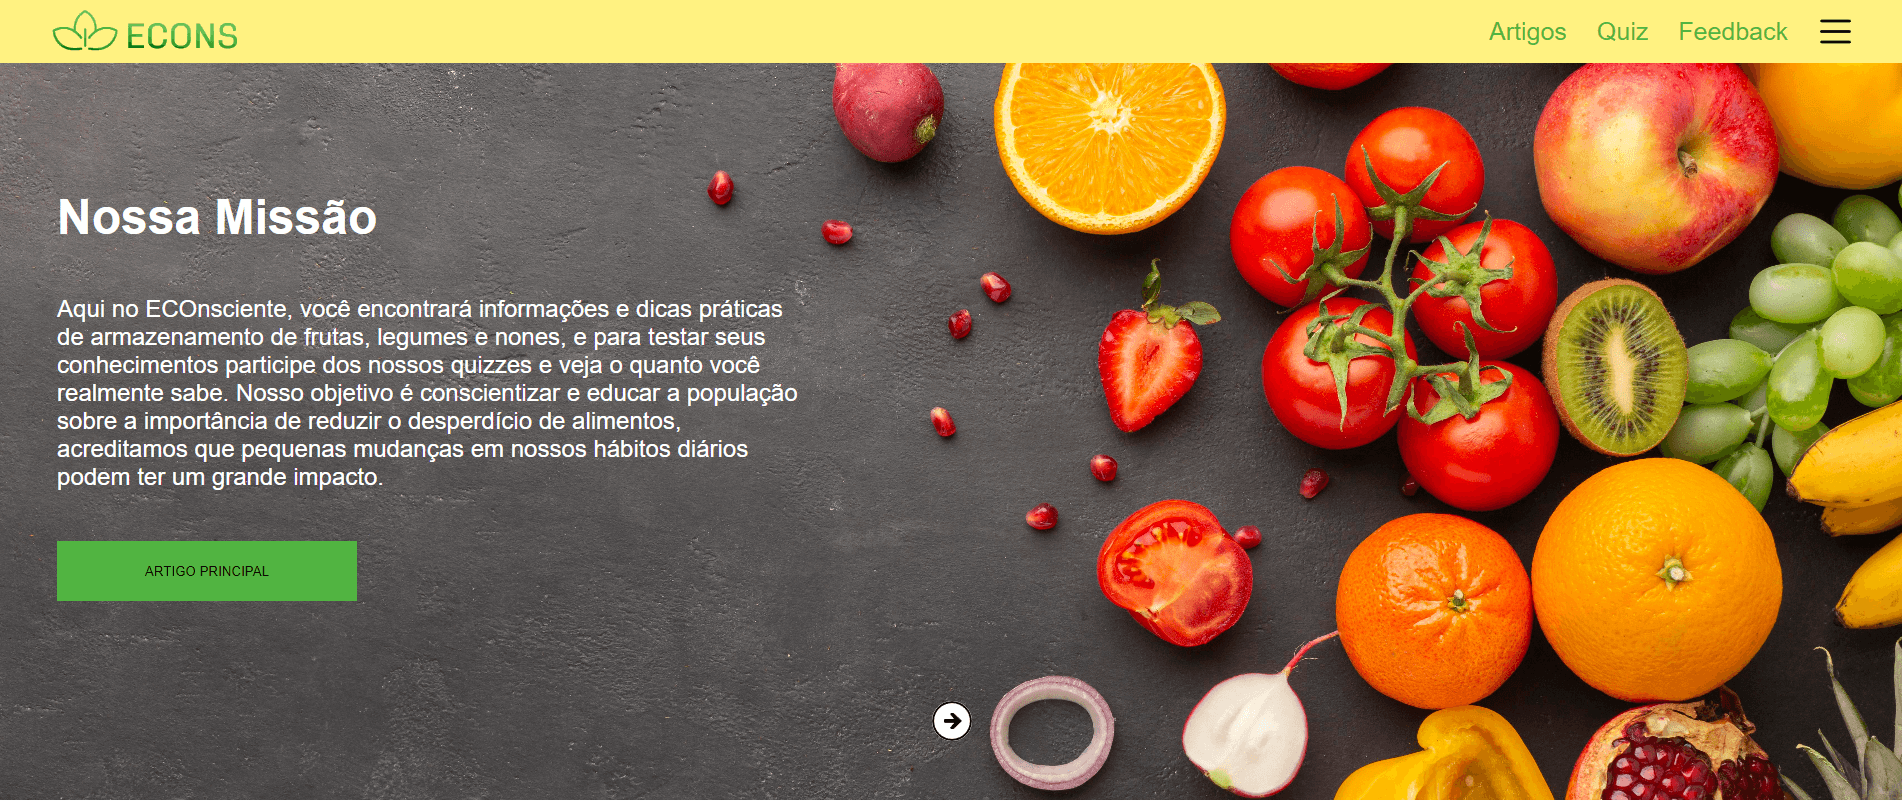 ECONS
Artigos Quiz Feedback
Nossa Missão
Aqui no ECOnsciente, você encontrará informações e dicas práticas
de armazenamento de frutas, legumes e nones, e para testar seus
conhecimentos participe dos nossos quizzes e veja o quanto você
realmente sabe. Nosso objetivo é conscientizar e educar a população
sobre a importância de reduzir o desperdício de alimentos,
acreditamos que pequenas mudanças em nossos hábitos diários
podem ter um grande impacto.
ARTIGO PRINCIPAL